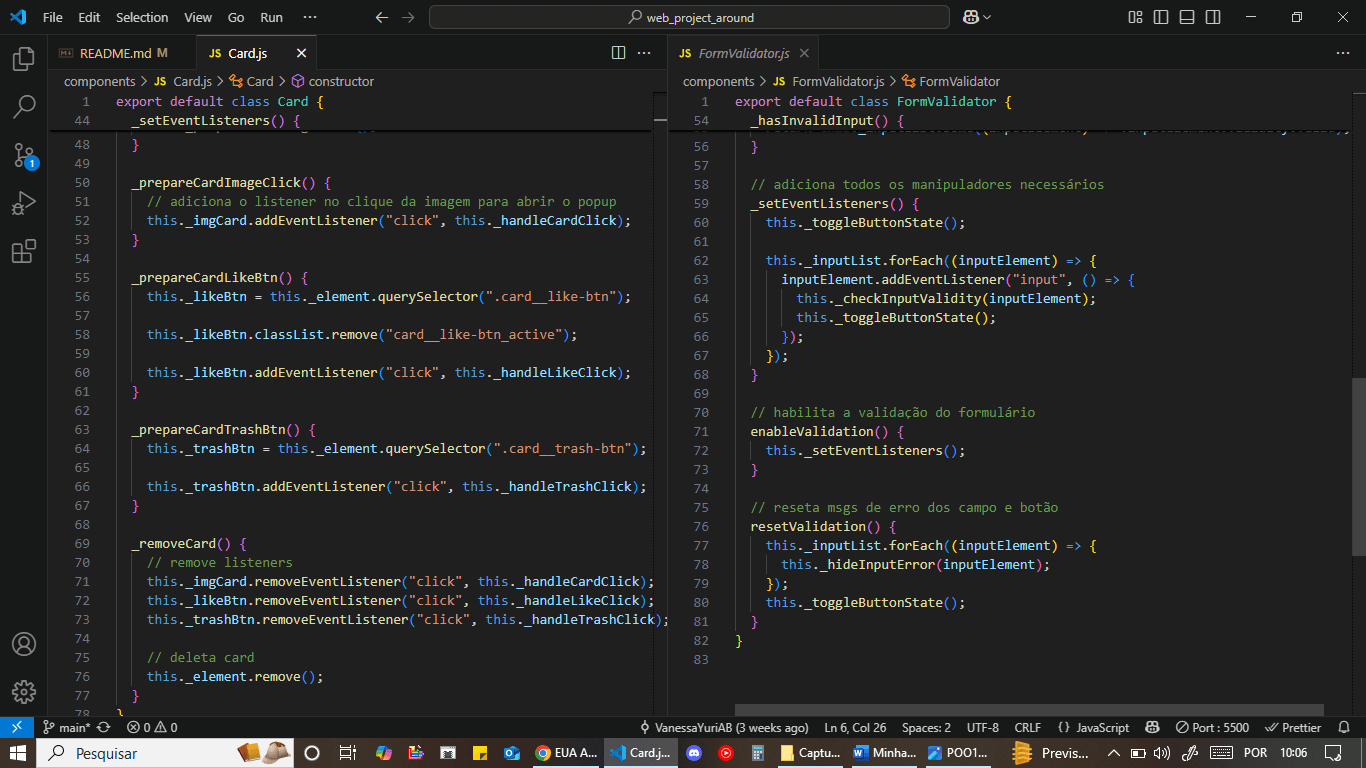 File Edit Selection View Go Run ··· web_project_around
README.md M
JS Card.js
JS FormValidator.js
components > JS Card.js > Card > constructor
1 export default class Card {
44 _setEventListeners() {
48 }
49
50 _prepareCardImageClick() {
51 // adiciona o listener no clique da imagem para abrir o popup
52 this._imgCard.addEventListener("click", this._handleCardClick);
53 }
54
55 _prepareCardLikeBtn() {
56 this._likeBtn = this._element.querySelector(".card__like-btn");
57
58 this._likeBtn.classList.remove("card__like-btn_active");
59
60 this._likeBtn.addEventListener("click", this._handleLikeClick);
61 }
62
63 _prepareCardTrashBtn() {
64 this._trashBtn = this._element.querySelector(".card__trash-btn");
65
66 this._trashBtn.addEventListener("click", this._handleTrashClick);
67 }
68
69 _removeCard() {
70 // remove listeners
71 this._imgCard.removeEventListener("click", this._handleCardClick);
72 this._likeBtn.removeEventListener("click", this._handleLikeClick);
73 this._trashBtn.removeEventListener("click", this._handleTrashClick);
74
75 // deleta card
76 this._element.remove();
77 }
78 }
components > JS FormValidator.js > FormValidator
1 export default class FormValidator {
54 _hasInvalidInput() {
56 }
57
58 // adiciona todos os manipuladores necessários
59 _setEventListeners() {
60 this._toggleButtonState();
61
62 this._inputList.forEach((inputElement) => {
63 inputElement.addEventListener("input", () => {
64 this._checkInputValidity(inputElement);
65 this._toggleButtonState();
66 });
67 });
68 }
69
70 // habilita a validação do formulário
71 enableValidation() {
72 this._setEventListeners();
73 }
74
75 // reseta msgs de erro dos campo e botão
76 resetValidation() {
77 this._inputList.forEach((inputElement) => {
78 this._hideInputError(inputElement);
79 });
80 this._toggleButtonState();
81 }
82 }
83
1
main* 0 0 VanessaYuriAB (3 weeks ago) Ln 6, Col 26 Spaces: 2 UTF-8 CRLF {} JavaScript Port : 5500 Prettier
Pesquisar EUA A... Card.js... Captu... Minha... POO1... Previs... POR 10:06